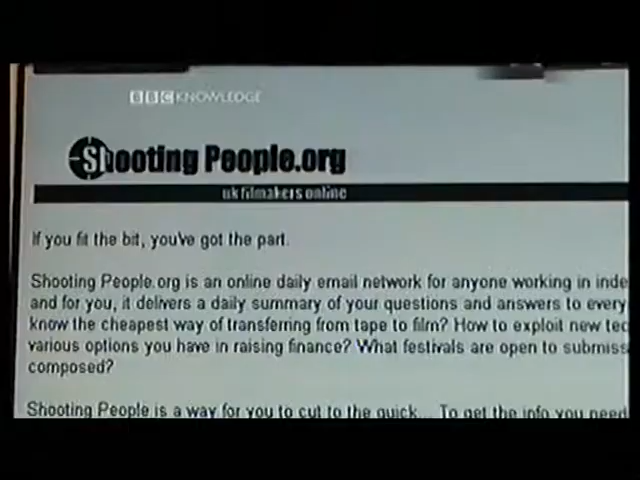 BBC KNOWLEDGE
Shooting People.org
uk filmakers online
If you fit the bit, you've got the part.
Shooting People.org is an online daily email network for anyone working in inde
and for you, it delivers a daily summary of your questions and answers to every
know the cheapest way of transferring from tape to film? How to exploit new tec
various options you have in raising finance? What festivals are open to submiss
composed?
Shooting People is a way for you to cut to the quick... To get the info you need